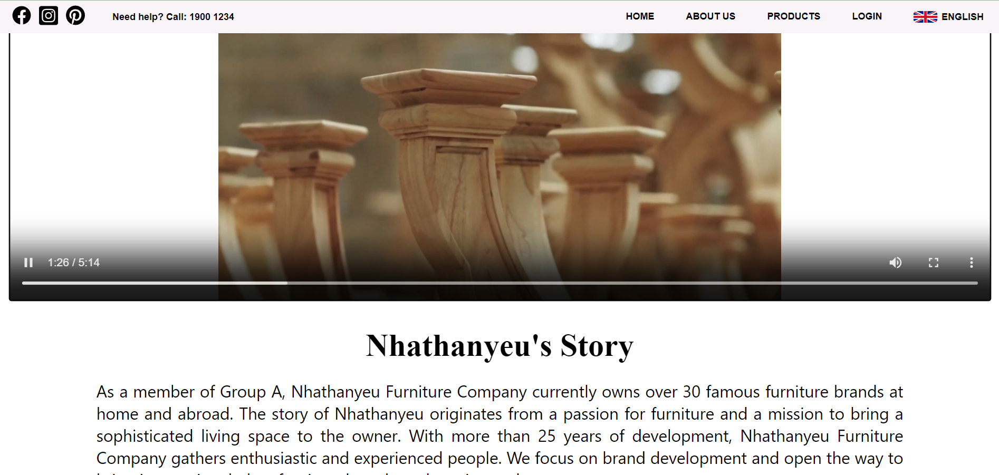 Need help? Call: 1900 1234
HOME
ABOUT US
PRODUCTS
LOGIN
ENGLISH
1:26 / 5:14
Nhathanyeu's Story
As a member of Group A, Nhathanyeu Furniture Company currently owns over 30 famous furniture brands at
home and abroad. The story of Nhathanyeu originates from a passion for furniture and a mission to bring a
sophisticated living space to the owner. With more than 25 years of development, Nhathanyeu Furniture
Company gathers enthusiastic and experienced people. We focus on brand development and open the way to